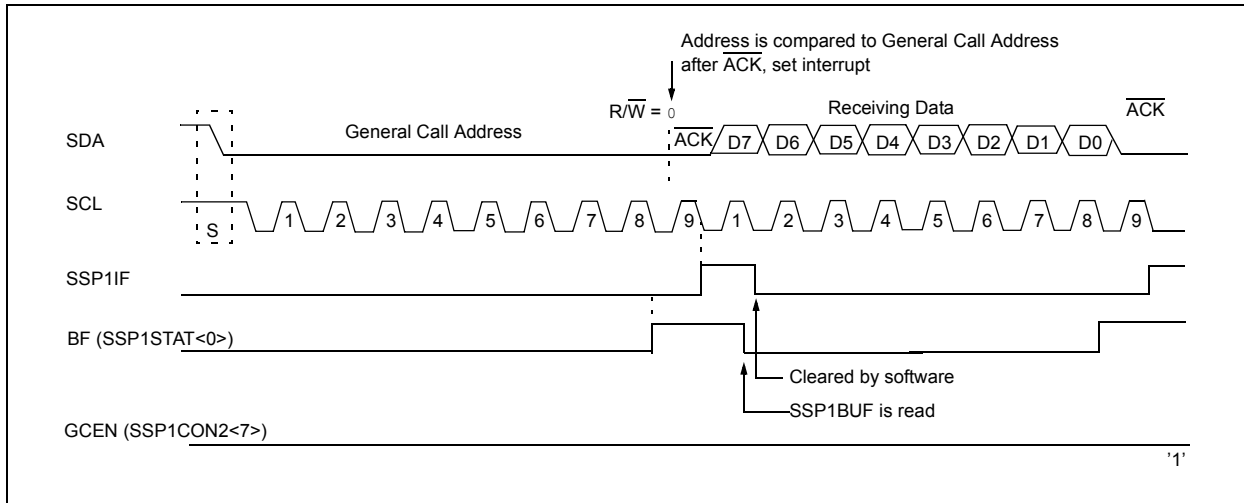 Address is compared to General Call Address
after ACK, set interrupt
R/W = 0
Receiving Data
ACK
General Call Address
SDA
ACK D7 D6 D5 D4 D3 D2 D1 D0
SCL
S
1 2 3 4 5 6 7 8 9 1 2 3 4 5 6 7 8 9
SSP1IF
BF (SSP1STAT<0>)
Cleared by software
SSP1BUF is read
GCEN (SSP1CON2<7>)
'1'